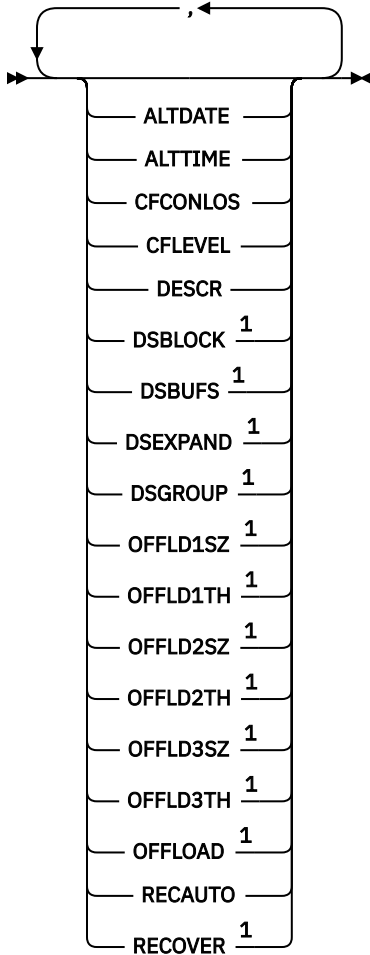 ,
ALTDATE
ALTTIME
CFCONLOS
CFLEVEL
DESCR
DSBLOCK 1
DSBUFS 1
DSEXPAND 1
DSGROUP 1
OFFLD1SZ 1
OFFLD1TH 1
OFFLD2SZ 1
OFFLD2TH 1
OFFLD3SZ 1
OFFLD3TH 1
OFFLOAD 1
RECAUTO
RECOVER 1